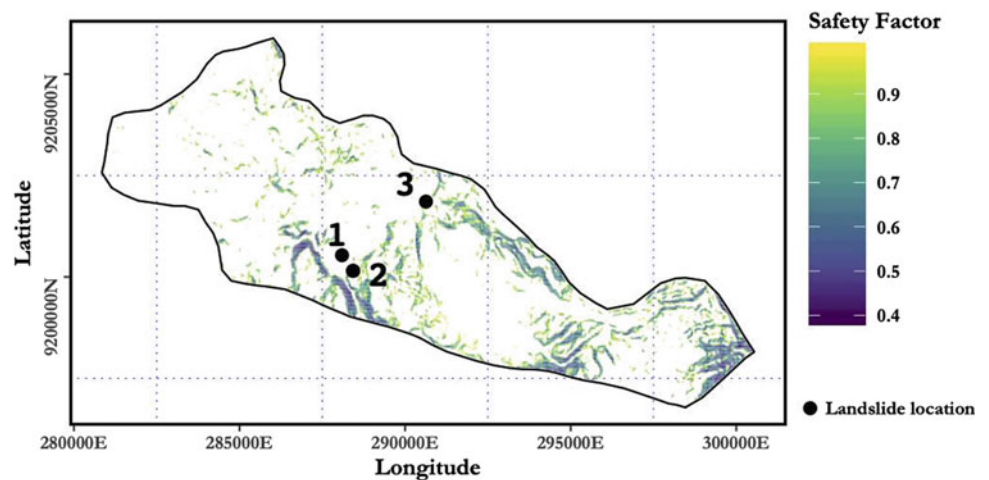 Safety Factor
0.9
0.8
0.7
0.6
0.5
0.4
Landslide location
Latitude
9205000N
9200000N
3
1
2
280000E 285000E 290000E 295000E 300000E
Longitude